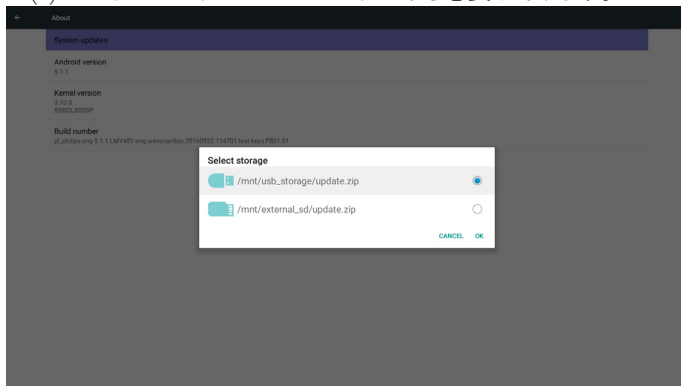 About
System updates
Android version
5.1.1
Kernel version
3.10.0
Build number
Select storage
/mnt/usb_storage/update.zip
/mnt/external_sd/update.zip
CANCEL OK